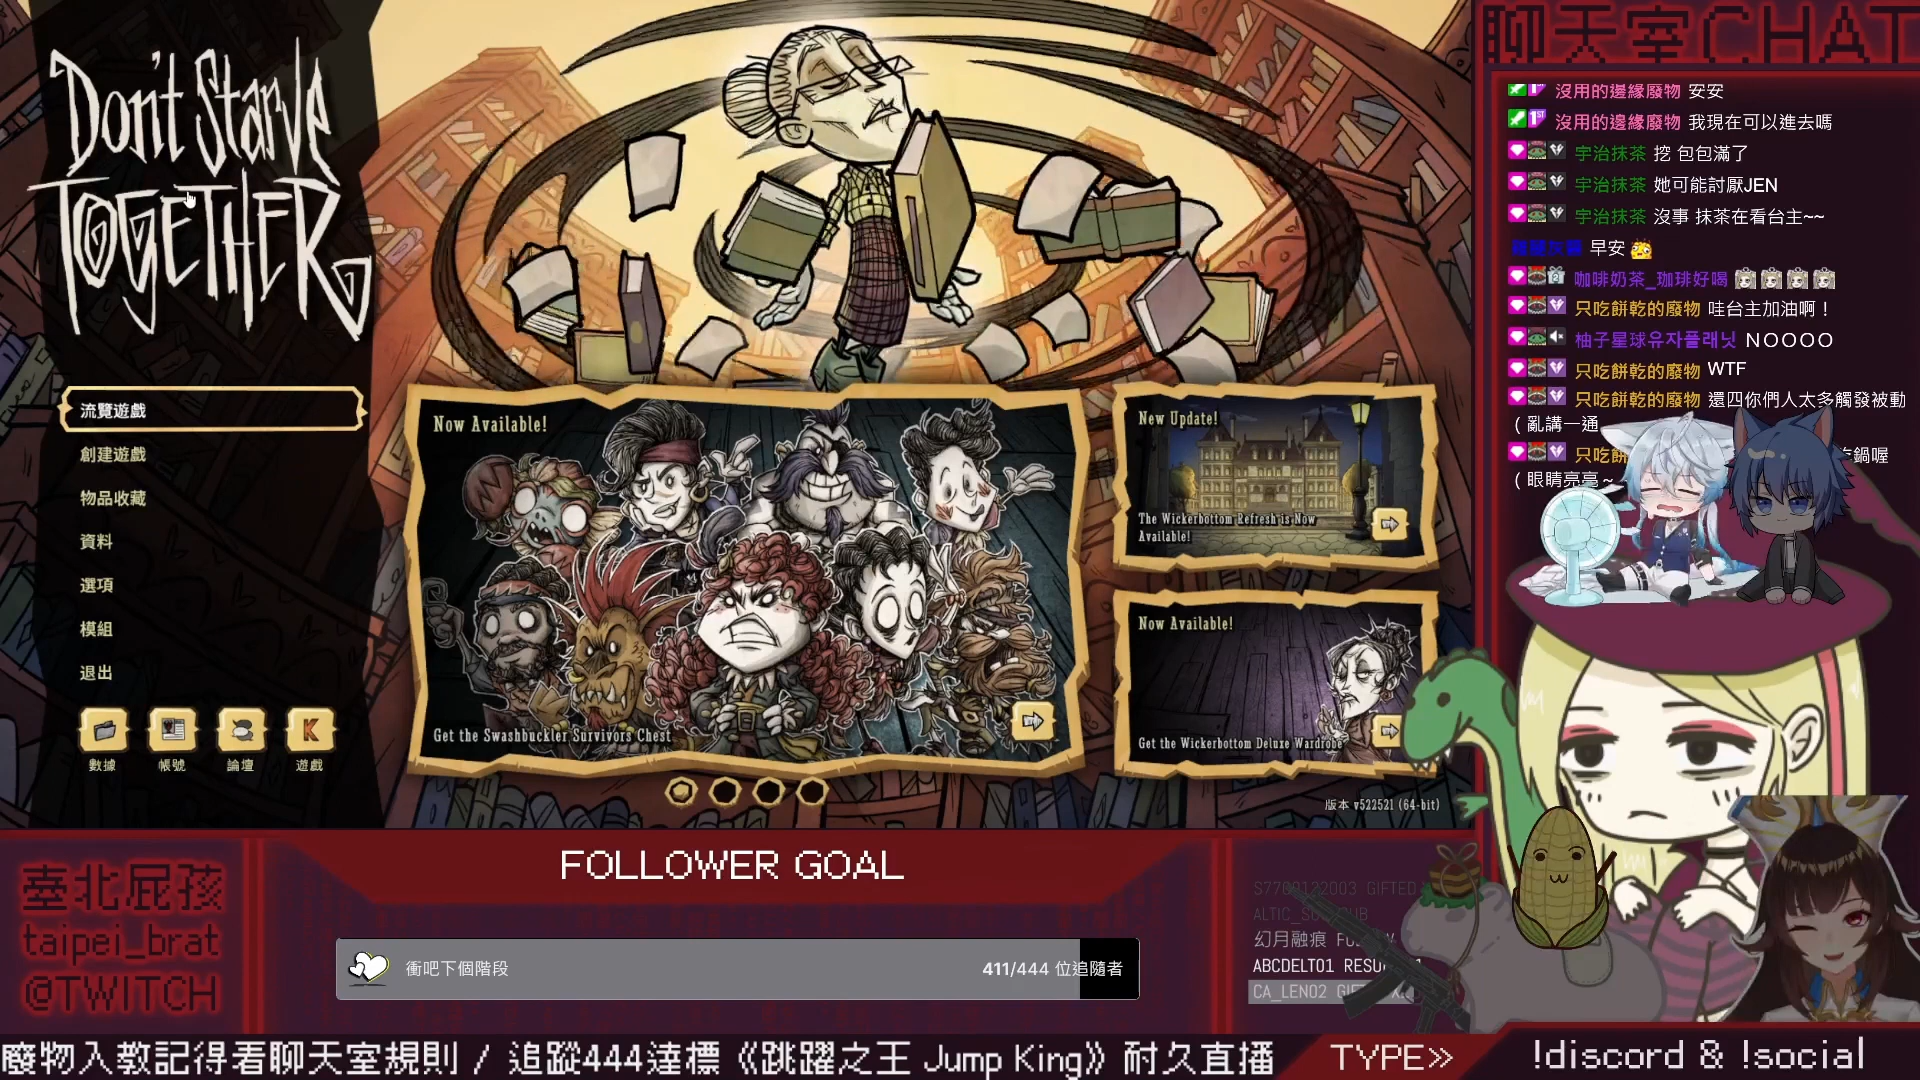 Don't Starve
TOGETHER
流覽遊戲
創建遊戲
物品收藏
資料
選項
模組
退出
數據
帳號
論壇
遊戲
Now Available!
Get the Swashbuckler Survivors Chest
New Update!
The Wickerbottom Refresh is Now
Available!
Now Available!
Get the Wickerbottom Deluxe Wardrobe
版本 v522521 (64-bit)
聊天室CHAT
沒用的邊緣廢物 安安
沒用的邊緣廢物 我現在可以進去嗎
宇治抹茶 挖 包包滿了
宇治抹茶 她可能討厭JEN
宇治抹茶 沒事 抹茶在看台主~~
早安
咖啡奶茶_珈琲好喝
只吃餅乾的廢物 哇台主加油啊！
柚子星球유자플래닛 ＮＯＯＯＯ
只吃餅乾的廢物 WTF
只吃餅乾的廢物 還四你們人太多觸發被動
(亂講一通
只吃餅
鍋喔
(眼睛亮亮~
臺北屁孩
taipei_brat
@TWITCH
FOLLOWER GOAL
衝吧下個階段
411/444 位追隨者
GIFTED
幻月融痕
ABCDELT01
CA_LEN02
廢物入教記得看聊天室規則 / 追蹤444達標《跳躍之王 Jump King》耐久直播
TYPE>>
!discord & !social